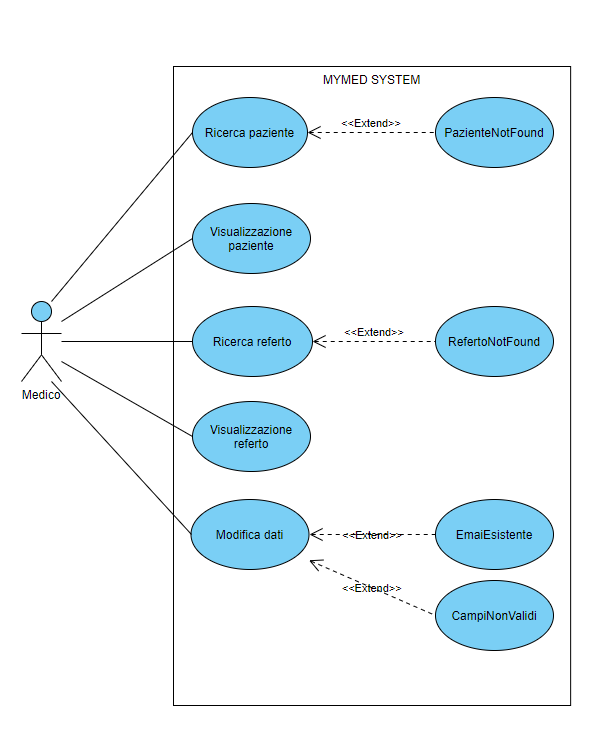 MYMED SYSTEM
Ricerca paziente
<<Extend>>
PazienteNotFound
Visualizzazione
paziente
Ricerca referto
<<Extend>>
RefertoNotFound
Medico
Visualizzazione
referto
Modifica dati
<<Extend>>
EmaiEsistente
<<Extend>>
CampiNonValidi